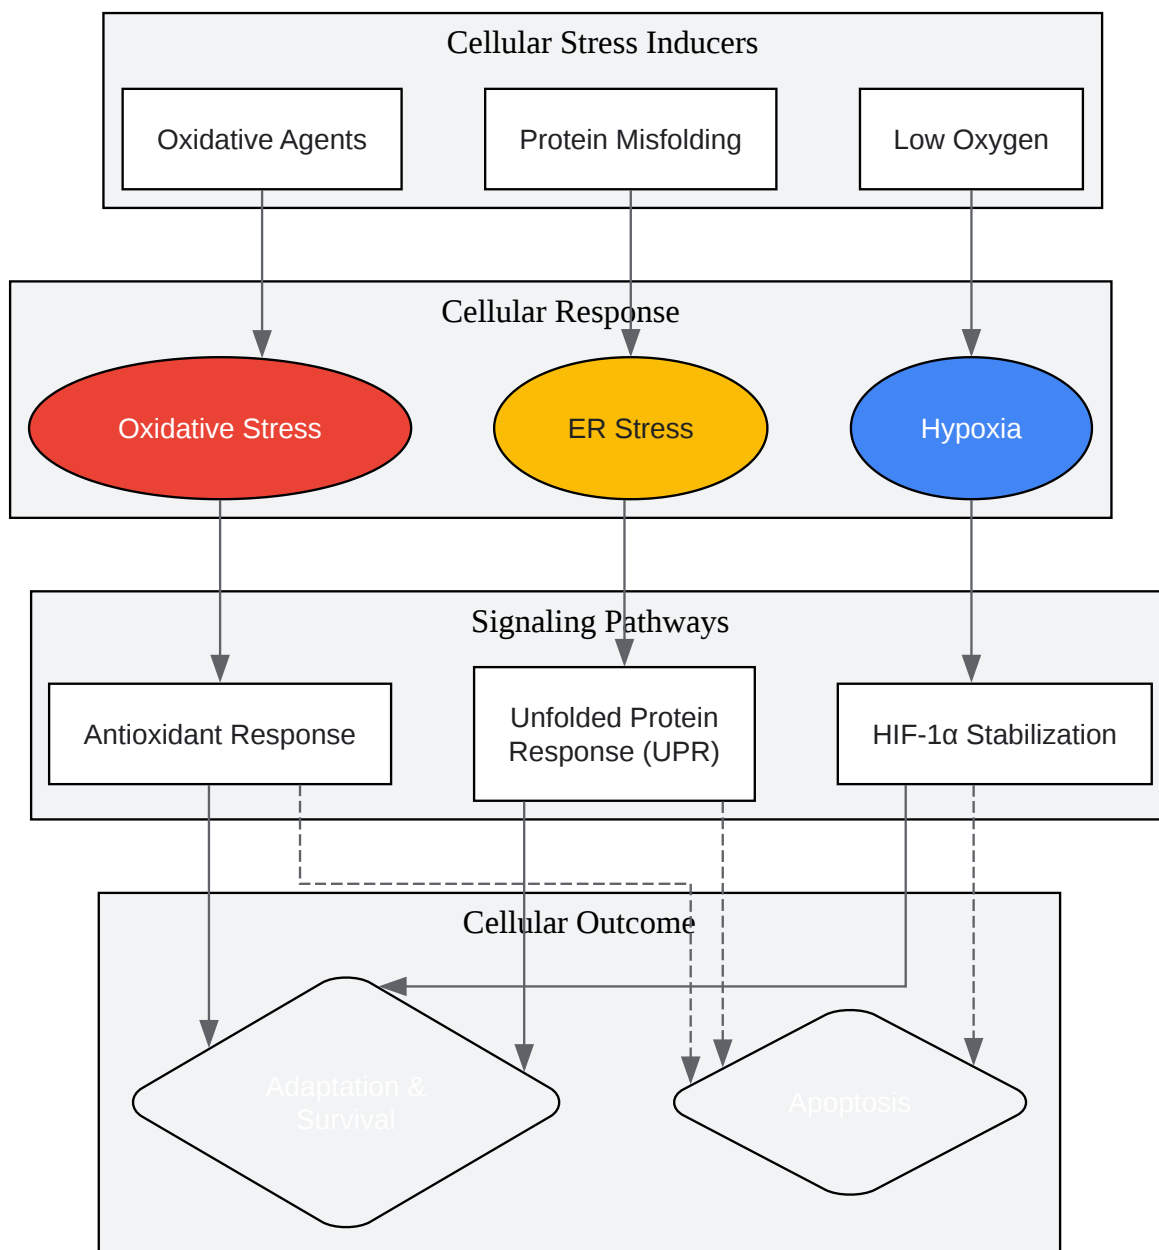 Cellular Stress Inducers
Oxidative Agents
Protein Misfolding
Low Oxygen
Cellular Response
Oxidative Stress
ER Stress
Hypoxia
Signaling Pathways
Antioxidant Response
Unfolded Protein
Response (UPR)
HIF-1α Stabilization
Cellular Outcome
Adaptation &
Survival
Apoptosis